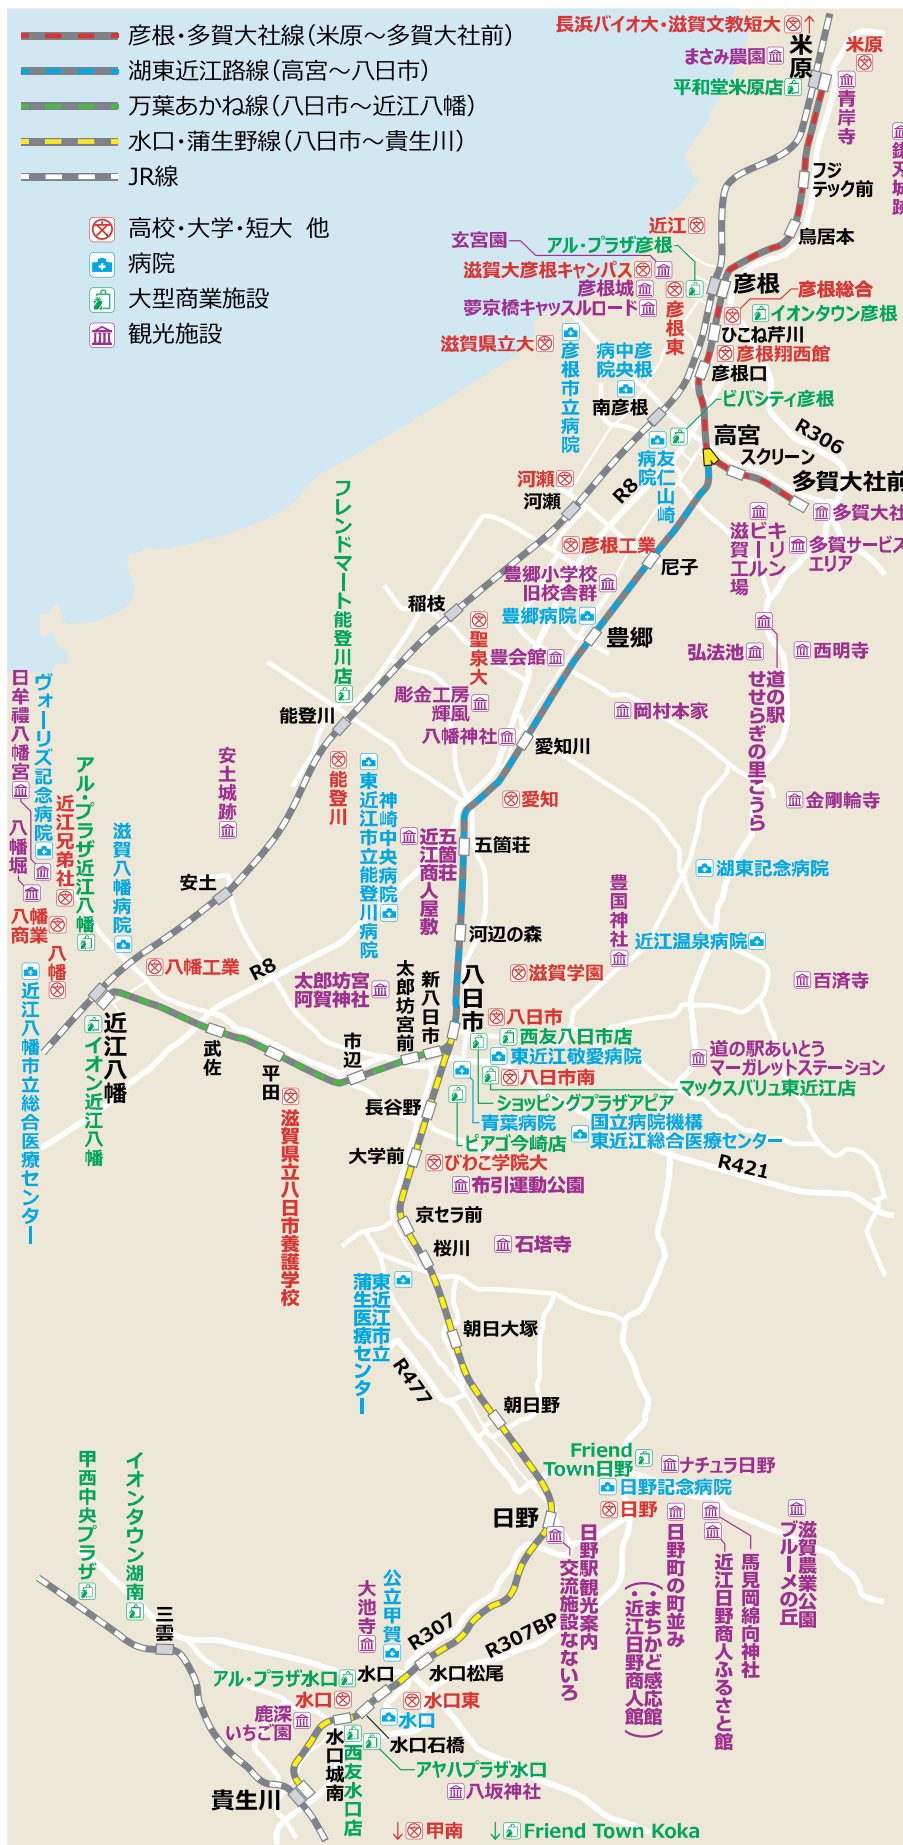 彦根・多賀大社線（米原～多賀大社前）
湖東近江路線（高宮～八日市）
万葉あかね線（八日市～近江八幡）
水口・蒲生野線（八日市～貴生川）
JR線
高校・大学・短大 他
病院
大型商業施設
観光施設
長浜バイオ大・滋賀文教短大 ↑
米原
米原
まさみ農園
平和堂米原店
青岸寺
鎌刃城跡
フジ
テック前
鳥居本
近江
玄宮園
アル・プラザ彦根
滋賀大彦根キャンパス
彦根城
夢京橋キャッスルロード
彦根東
彦根
彦根総合
イオンタウン彦根
ひこね芹川
彦根翔西館
彦根口
滋賀県立大
彦根市立病院
彦根
中央
病院
南彦根
ビバシティ彦根
高宮
スクリーン
R306
多賀大社前
多賀大社
多賀サービス
エリア
キリン
ビール
滋賀工場
友仁山崎
病院
R8
河瀬
河瀬
彦根工業
尼子
豊郷小学校
旧校舎群
豊郷病院
豊郷
稲枝
聖泉大
豊会館
弘法池
西明寺
道の駅
せせらぎの里こうら
フレンドマート能登川店
能登川
彫金工房
輝風
八幡神社
愛知川
岡村本家
愛知
金剛輪寺
能登川
東近江市立能登川病院
神崎中央病院
五箇荘
近江商人屋敷
五箇荘
湖東記念病院
豊国神社
河辺の森
近江温泉病院
百済寺
滋賀学園
安土城跡
安土
日牟禮八幡宮
ヴォーリズ記念病院
八幡堀
近江兄弟社
アル・プラザ近江八幡
滋賀八幡病院
八幡
商業
八幡
八幡工業
R8
近江八幡市立総合医療センター
近江八幡
イオン近江八幡
武佐
平田
市辺
太郎坊宮
阿賀神社
太郎坊宮前
新八日市
八日市
八日市
西友八日市店
東近江敬愛病院
八日市南
道の駅あいとう
マーガレットステーション
マックスバリュ東近江店
ショッピングプラザアピア
青葉病院
国立病院機構
東近江総合医療センター
ピアゴ今崎店
長谷野
滋賀県立八日市養護学校
大学前
びわこ学院大
R421
布引運動公園
京セラ前
桜川
石塔寺
東近江市立
蒲生医療センター
朝日大塚
R477
朝日野
Friend
Town日野
ナチュラ日野
日野記念病院
日野
日野
日野駅観光案内
交流施設なないろ
日野町の町並み
（・まちかど感応館
・近江日野商人館）
馬見岡綿向神社
近江日野商人ふるさと館
滋賀農業公園
ブルーメの丘
甲西中央プラザ
イオンタウン湖南
三雲
大池寺
公立甲賀
R307
R307BP
アル・プラザ水口
水口
水口松尾
水口
水口東
鹿深
いちご園
水口
水口石橋
水口城南
西友水口店
アヤハプラザ水口
八坂神社
貴生川
↓甲南
↓Friend Town Koka